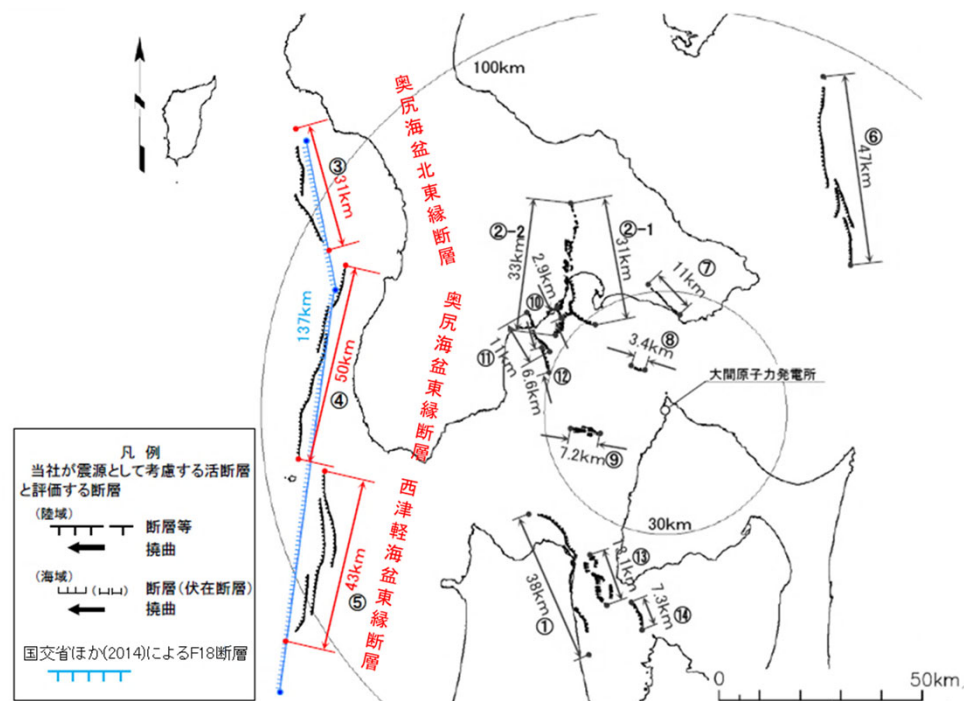 100km
⑥
47km
③
31km
奥尻海盆北東縁断層
②-2
33km
②-1
31km
2.9km
⑦
11km
⑩
⑧
3.4km
137km
奥尻海盆東縁断層
⑪
11km
6.6km
⑫
50km
④
大間原子力発電所
7.2km
⑨
30km
凡 例
当社が震源として考慮する活断層
と評価する断層
(陸域)
断層等
撓曲
(海域)
断層(伏在断層)
撓曲
国交省ほか(2014)によるF18断層
西津軽海盆東縁断層
43km
⑤
38km
①
⑬
7.3km
⑭
0
50km